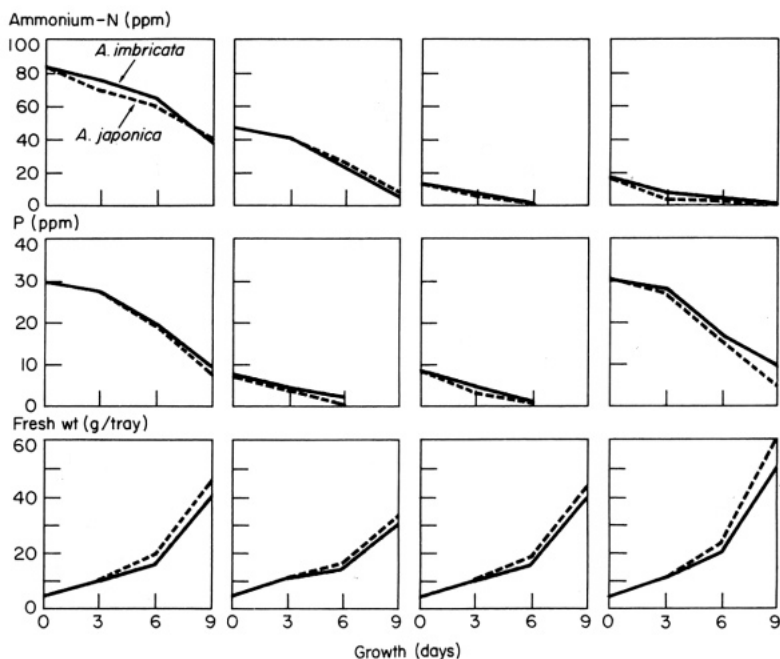 Ammonium-N (ppm)
100
80
60
40
20
0
A. imbricata
A. japonica
P (ppm)
40
30
20
10
0
Fresh wt (g/tray)
60
40
20
0
0 3 6 9 0 3 6 9 0 3 6 9 0 3 6 9
Growth (days)